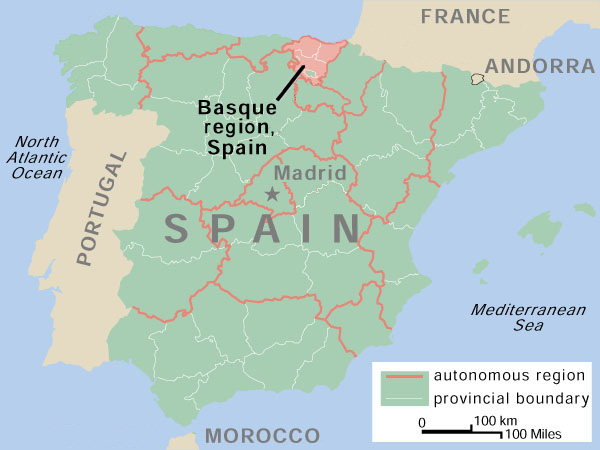 FRANCE
ANDORRA
Basque
region,
Spain
North
Atlantic
Ocean
PORTUGAL
Madrid
SPAIN
Mediterranean
Sea
MOROCCO
autonomous region
provincial boundary
0 100 km
100 Miles